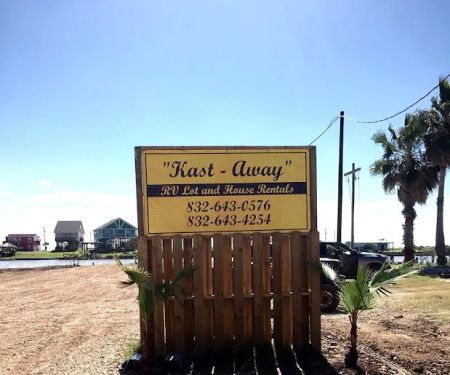 "Kast - Away"
RV Lot and House Rentals
832-643-0576
832-643-4254